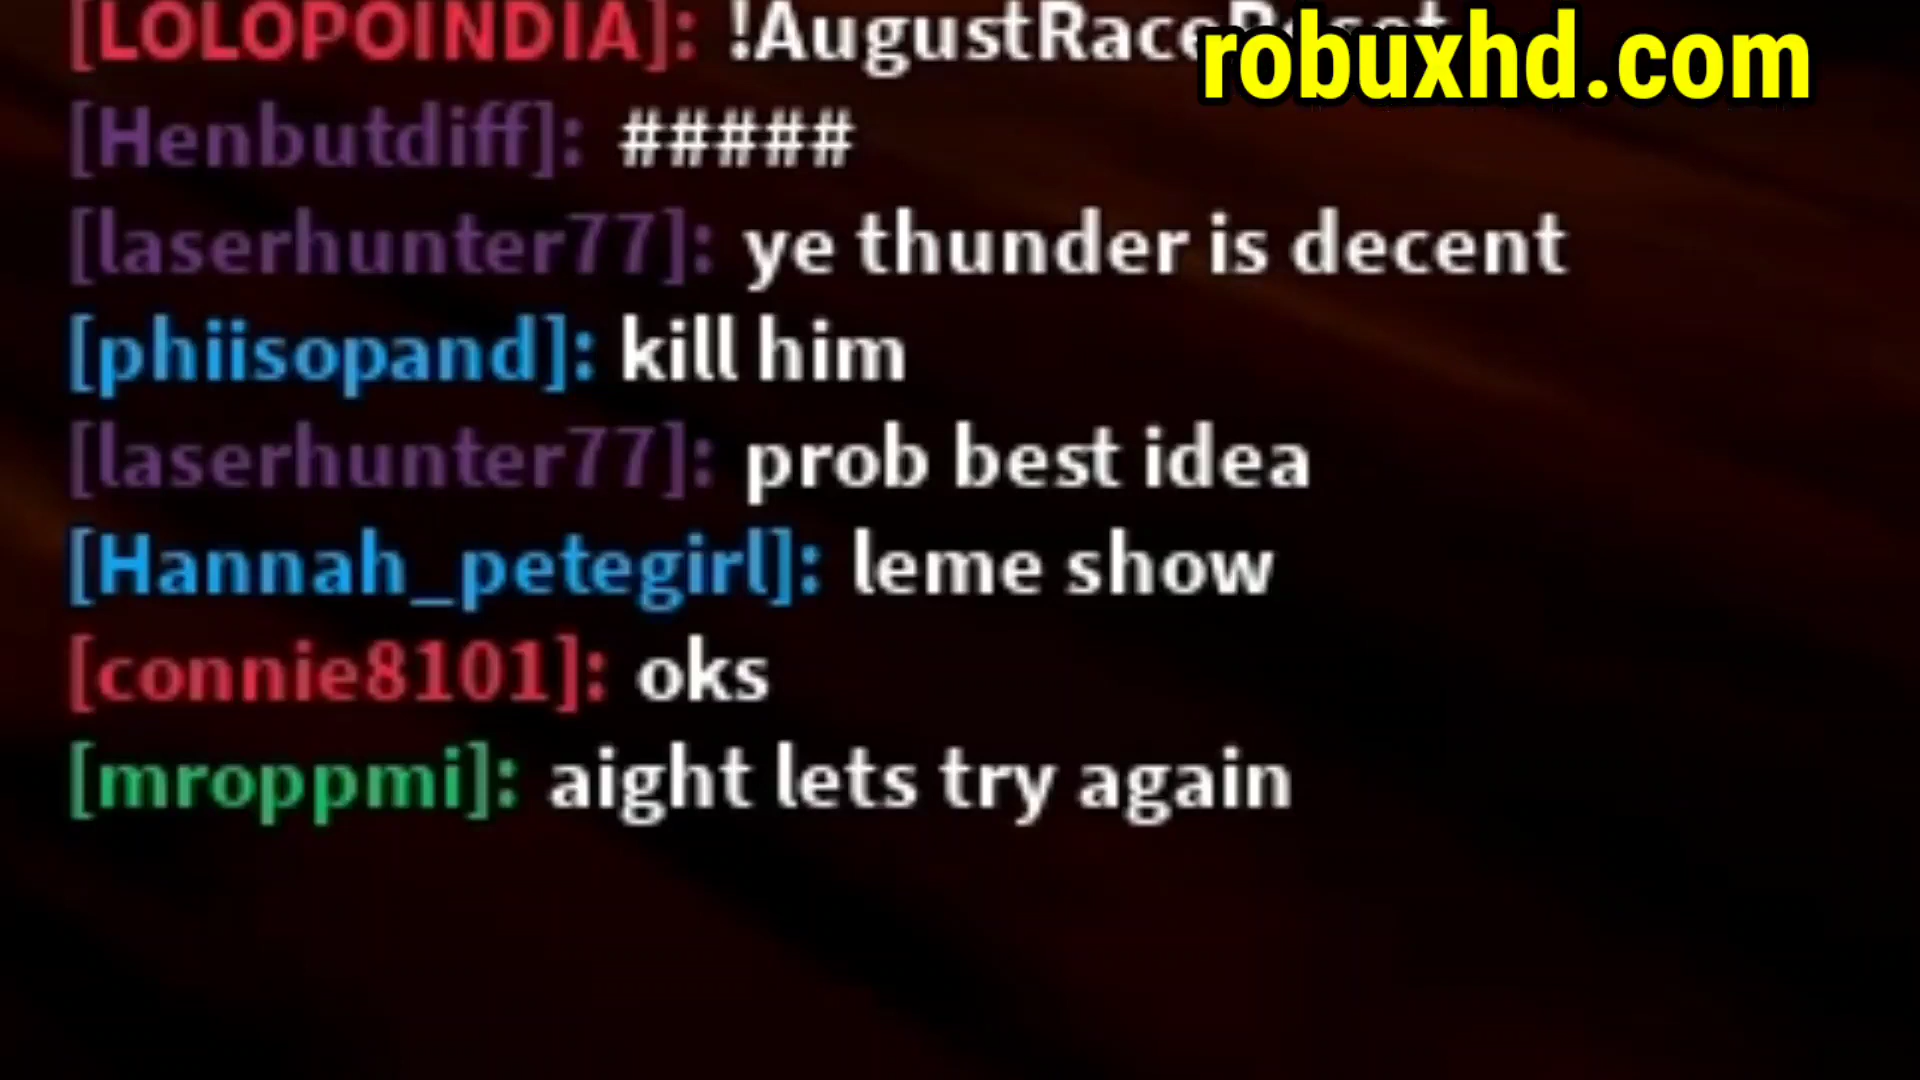 [LOLOPOINDIA]: !AugustRace
robuxhd.com
[Henbutdiff]: #####
[laserhunter77]: ye thunder is decent
[phiisopand]: kill him
[laserhunter77]: prob best idea
[Hannah_petegirl]: leme show
[connie8101]: oks
[mroppmi]: aight lets try again